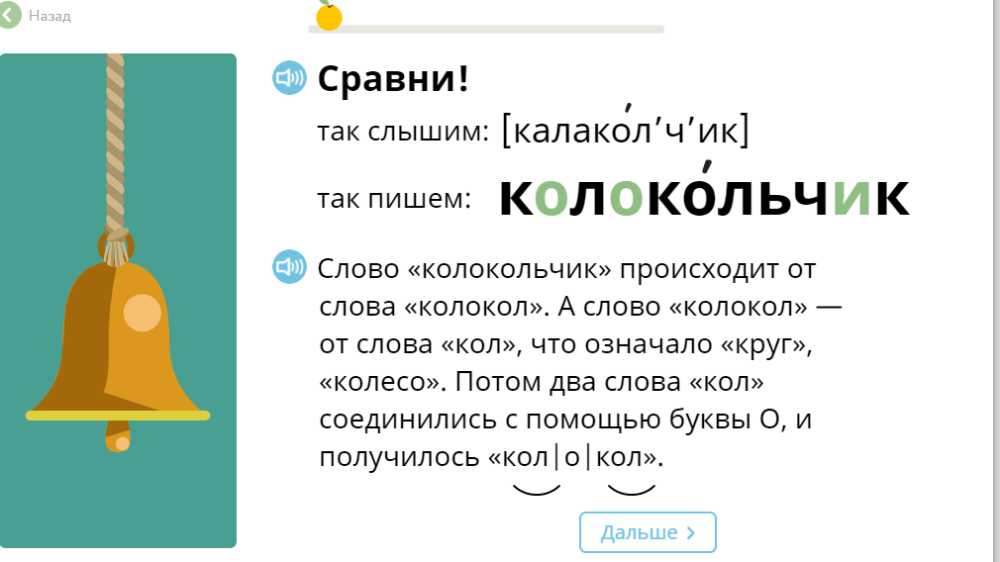 Назад
Сравни!
так слышим: [калако́л’ч’ик]
так пишем: колоко́льчик
Слово «колокольчик» происходит от
слова «колокол». А слово «колокол» —
от слова «кол», что означало «круг»,
«колесо». Потом два слова «кол»
соединились с помощью буквы О, и
получилось «кол|о|кол».
Дальше